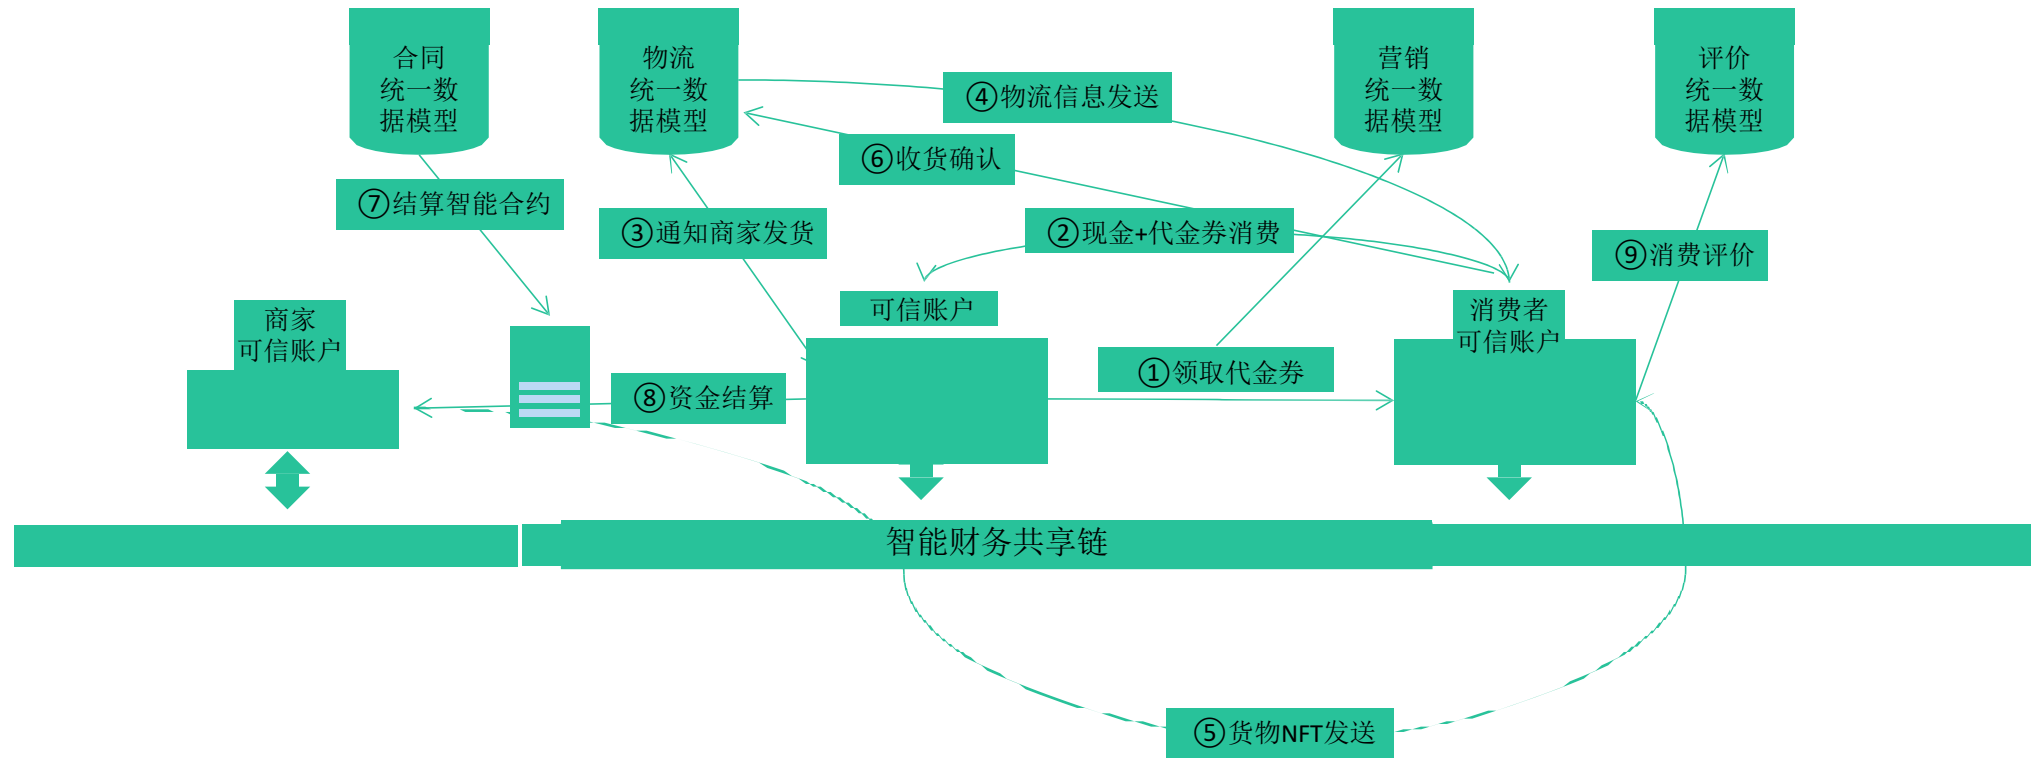 合同
统一数
据模型
物流
统一数
据模型
营销
统一数
据模型
评价
统一数
据模型
④物流信息发送
⑥收货确认
⑦结算智能合约
③通知商家发货
②现金+代金券消费
⑨消费评价
商家
可信账户
可信账户
消费者
可信账户
①领取代金券
⑧资金结算
智能财务共享链
⑤货物NFT发送